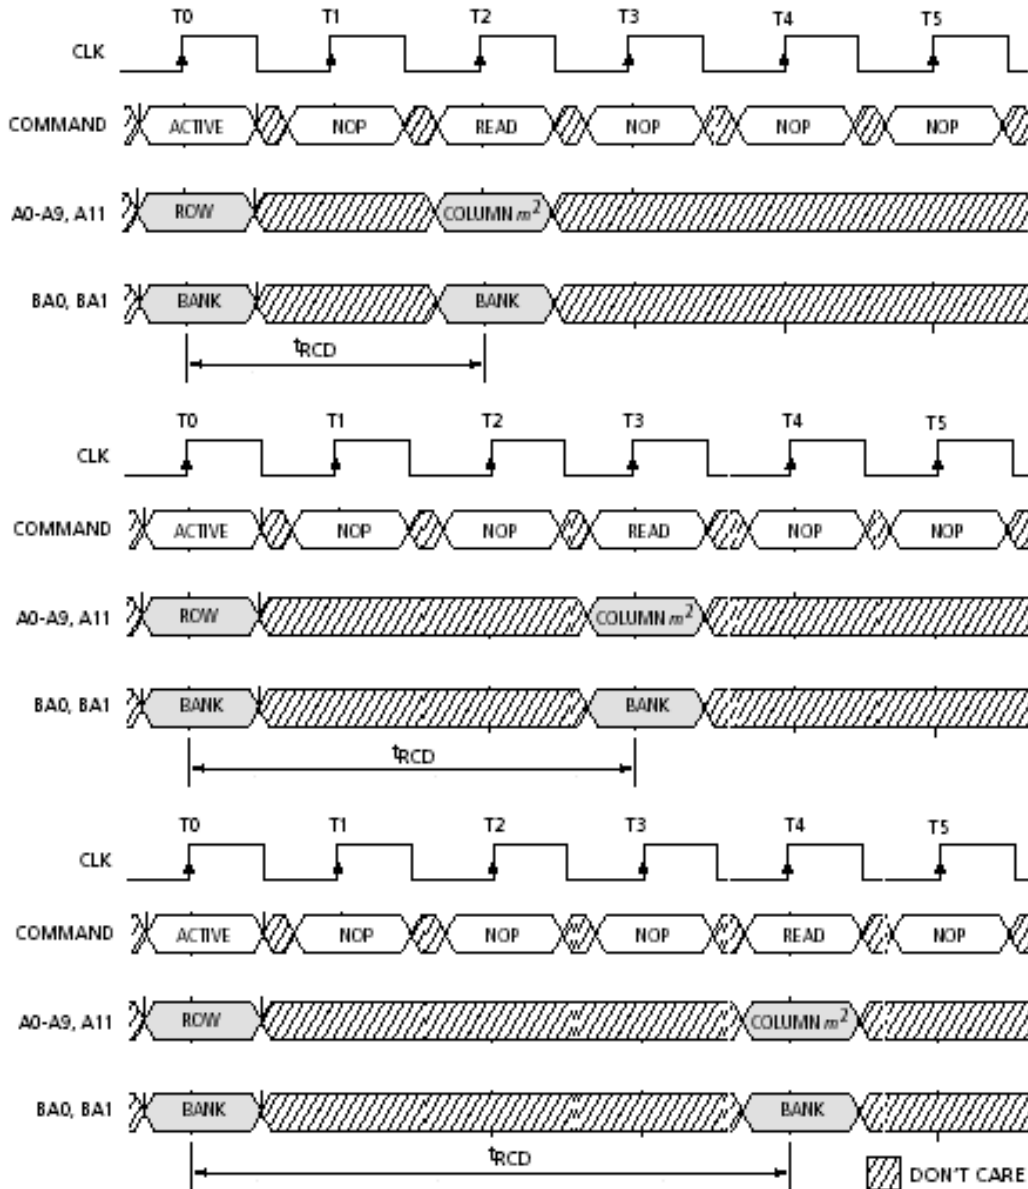 T0 T1 T2 T3 T4 T5
CLK
COMMAND ACTIVE NOP READ NOP NOP NOP
A0-A9, A11 ROW COLUMN m²
BA0, BA1 BANK BANK
tRCD
T0 T1 T2 T3 T4 T5
CLK
COMMAND ACTIVE NOP NOP READ NOP NOP
A0-A9, A11 ROW COLUMN m²
BA0, BA1 BANK BANK
tRCD
T0 T1 T2 T3 T4 T5
CLK
COMMAND ACTIVE NOP NOP NOP READ NOP
A0-A9, A11 ROW COLUMN m²
BA0, BA1 BANK BANK
tRCD
DON'T CARE